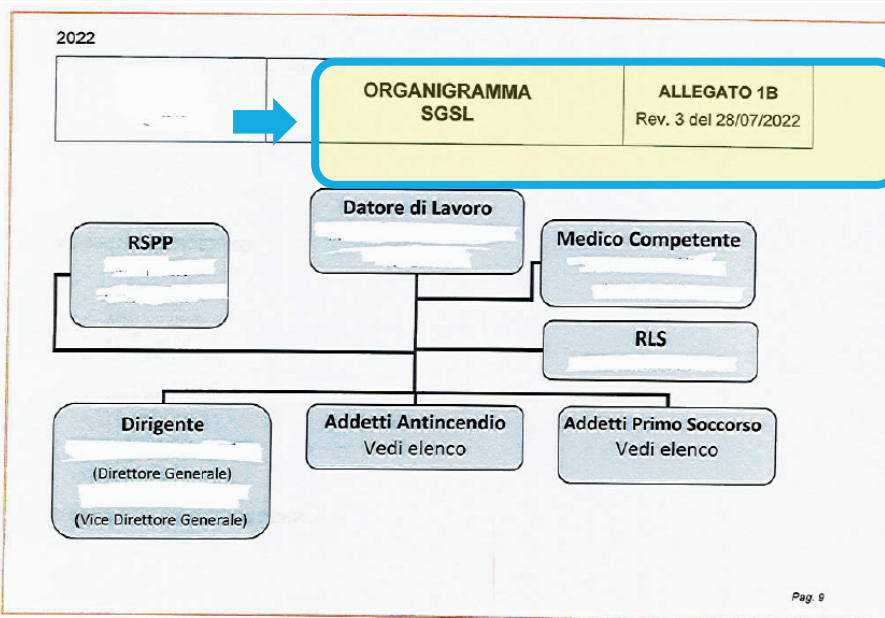 2022
ORGANIGRAMMA
SGSL
ALLEGATO 1B
Rev. 3 del 28/07/2022
Datore di Lavoro
RSPP
Medico Competente
RLS
Dirigente
(Direttore Generale)
(Vice Direttore Generale)
Addetti Antincendio
Vedi elenco
Addetti Primo Soccorso
Vedi elenco
Pag. 9